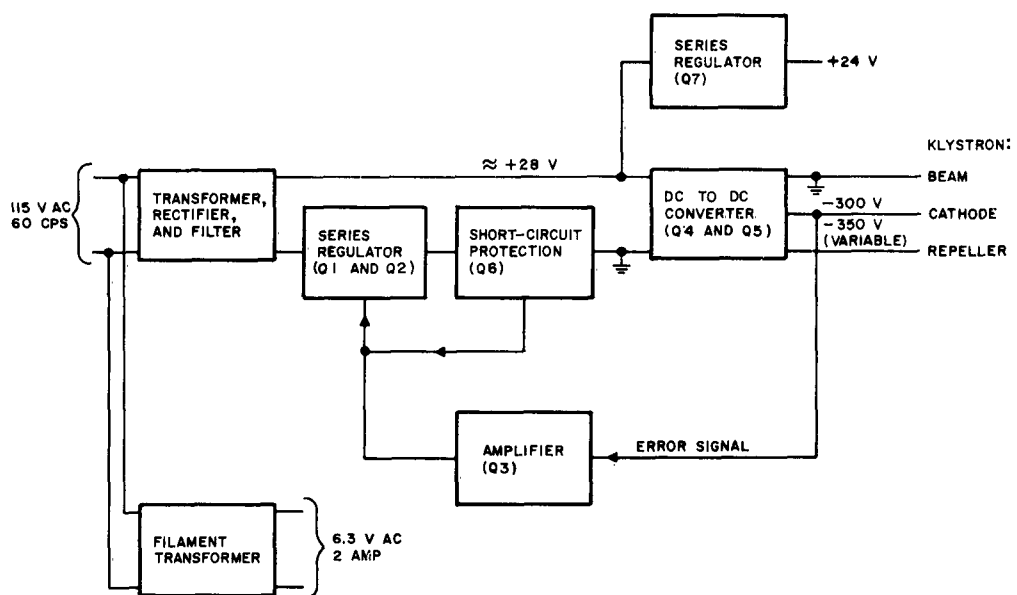 SERIES
REGULATOR
(Q7)
+24 V
KLYSTRON:
≈ +28 V
115 V AC
60 CPS
TRANSFORMER,
RECTIFIER,
AND FILTER
SERIES
REGULATOR
(Q1 AND Q2)
SHORT-CIRCUIT
PROTECTION
(Q6)
DC TO DC
CONVERTER
(Q4 AND Q5)
BEAM
-300 V
CATHODE
-350 V
(VARIABLE)
REPELLER
AMPLIFIER
(Q3)
ERROR SIGNAL
FILAMENT
TRANSFORMER
6.3 V AC
2 AMP